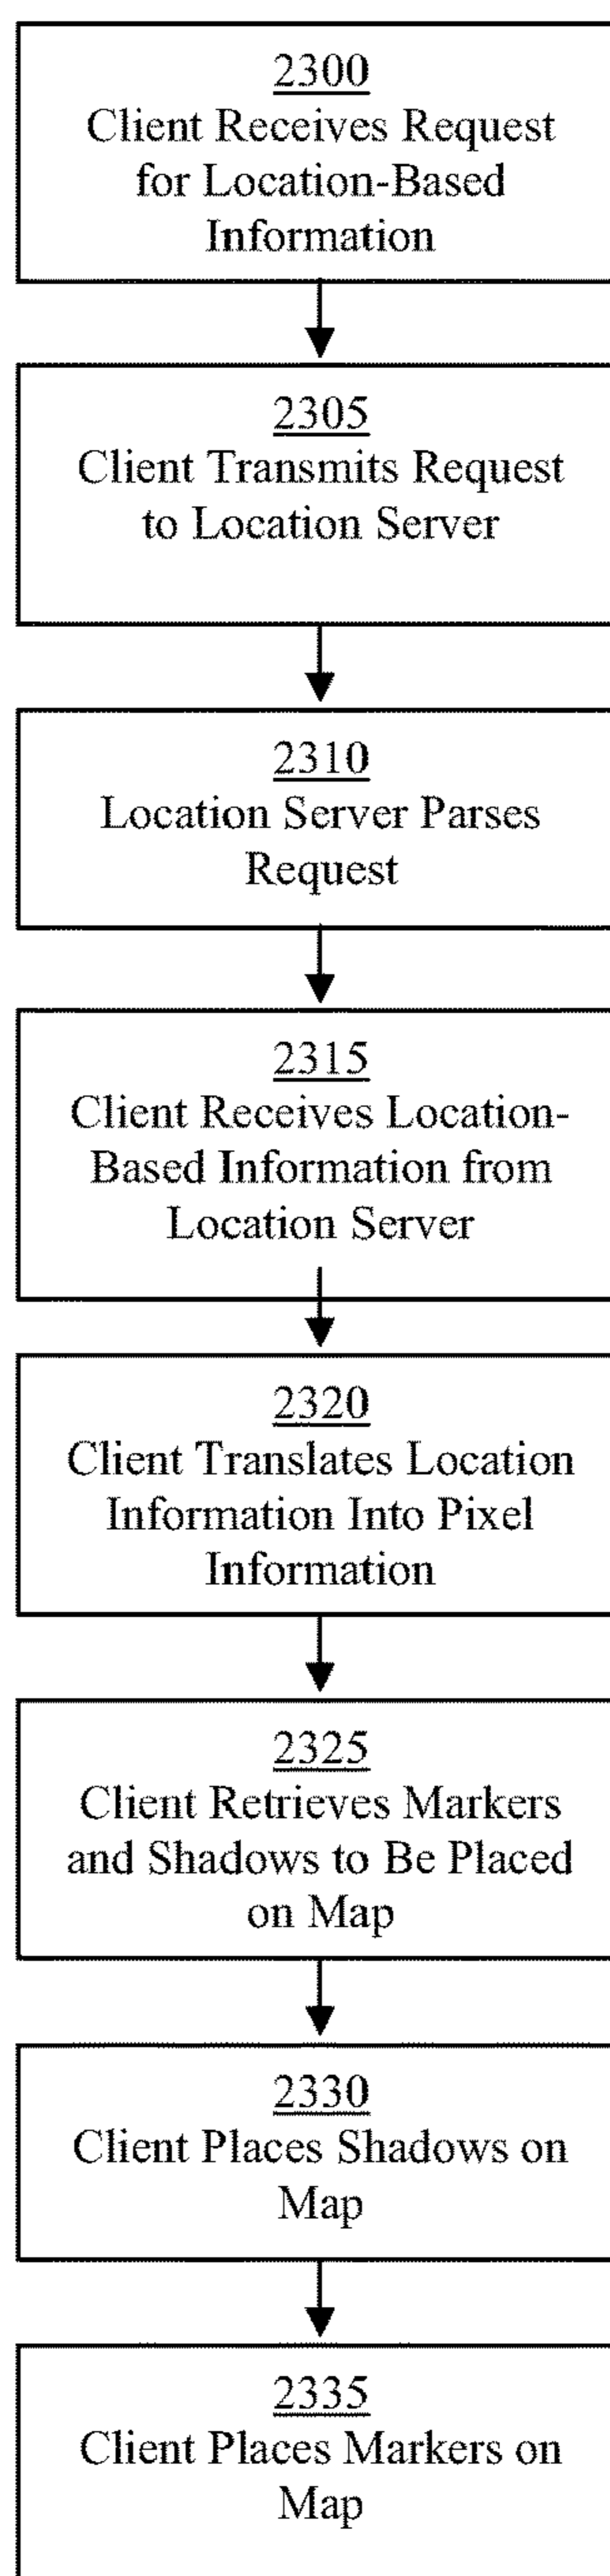 2300
Client Receives Request
for Location-Based
Information
2305
Client Transmits Request
to Location Server
2310
Location Server Parses
Request
2315
Client Receives Location-
Based Information from
Location Server
2320
Client Translates Location
Information Into Pixel
Information
2325
Client Retrieves Markers
and Shadows to Be Placed
on Map
2330
Client Places Shadows on
Map
2335
Client Places Markers on
Map